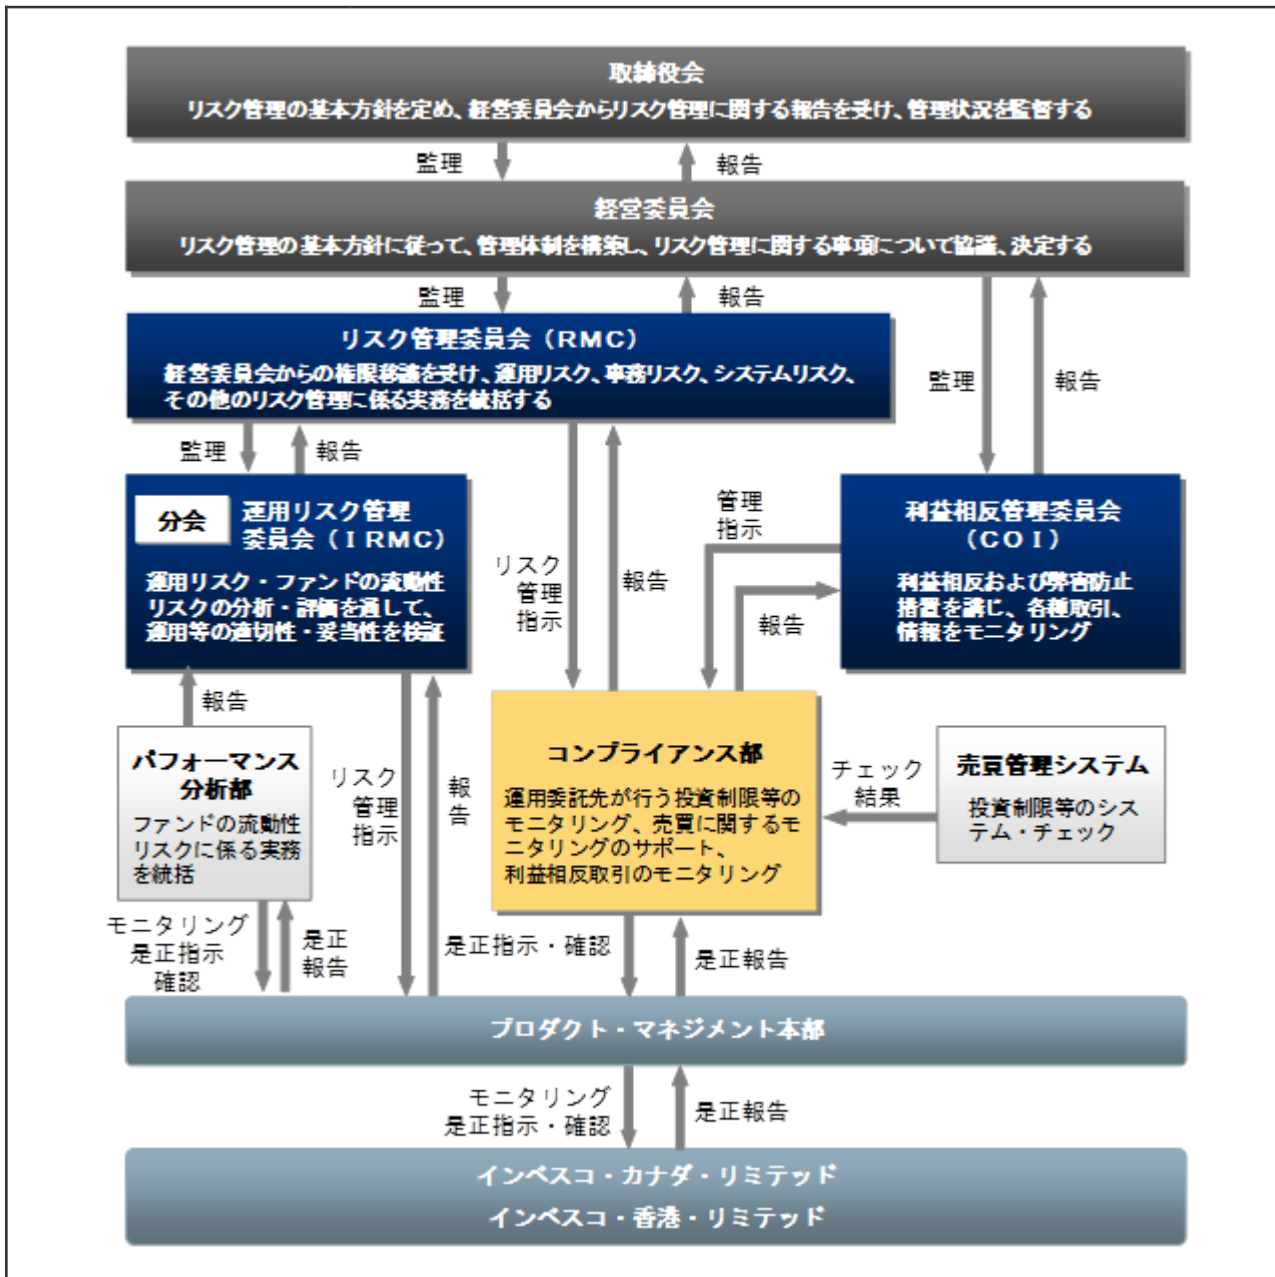 取締役会
リスク管理の基本方針を定め、経営委員会からリスク管理に関する報告を受け、管理状況を監督する
監理
報告
経営委員会
リスク管理の基本方針に従って、管理体制を構築し、リスク管理に関する事項について協議、決定する
監理
報告
リスク管理委員会（ＲＭＣ）
経営委員会からの権限移譲を受け、運用リスク、事務リスク、システムリスク、
その他のリスク管理に係る実務を統括する
監理
報告
監理
報告
分会
運用リスク管理
委員会（ＩＲＭＣ）
運用リスク・ファンドの流動性
リスクの分析・評価を通して、
運用等の適切性・妥当性を検証
リスク
管理
指示
報告
管理
指示
報告
利益相反管理委員会
（ＣＯＩ）
利益相反および弊害防止
措置を講じ、各種取引、
情報をモニタリング
報告
パフォーマンス
分析部
ファンドの流動性
リスクに係る実務
を統括
リスク
管理
指示
報
告
コンプライアンス部
運用委託先が行う投資制限等の
モニタリング、売買に関するモ
ニタリングのサポート、
利益相反取引のモニタリング
チェック
結果
売買管理システム
投資制限等のシス
テム・チェック
モニタリング
是正指示
確認
是正
報告
是正指示・確認
是正報告
プロダクト・マネジメント本部
モニタリング
是正指示・確認
是正報告
インベスコ・カナダ・リミテッド
インベスコ・香港・リミテッド